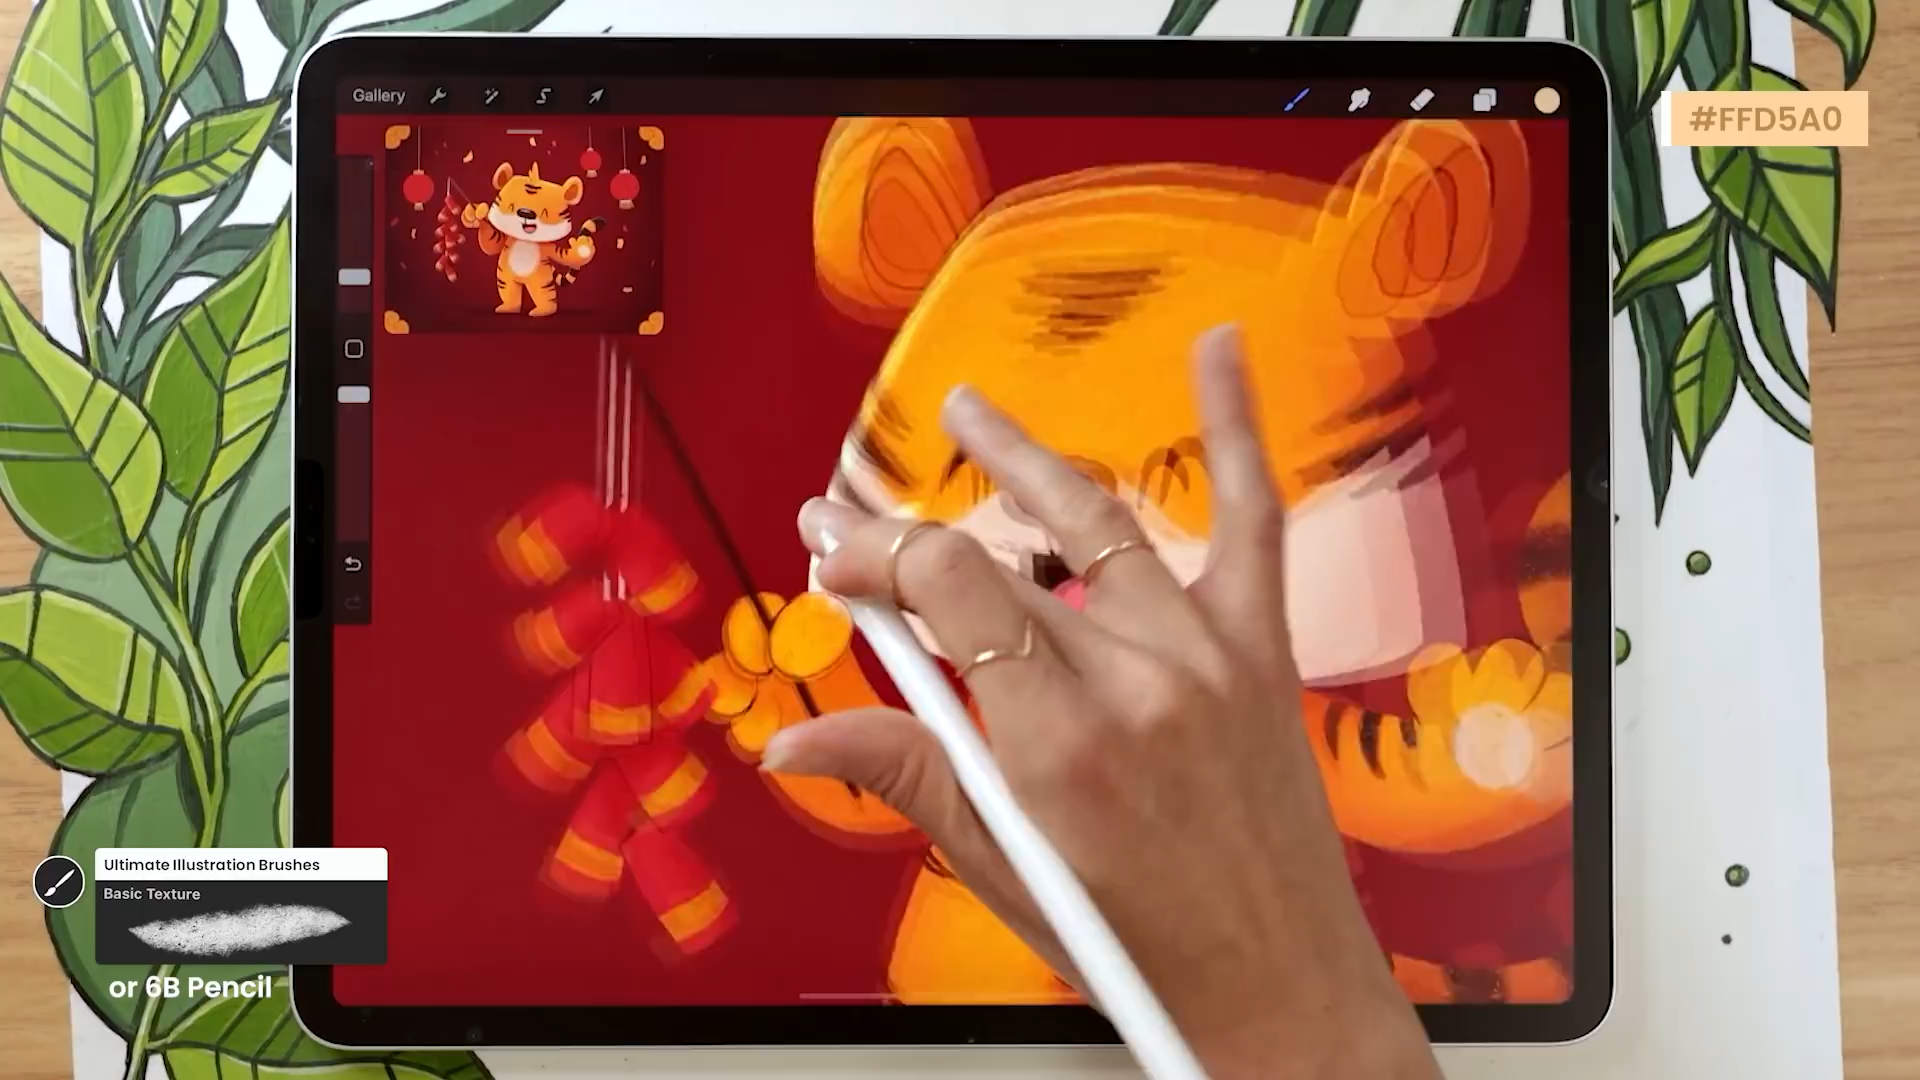 Gallery
#FFD5A0
Ultimate Illustration Brushes
Basic Texture
or 6B Pencil